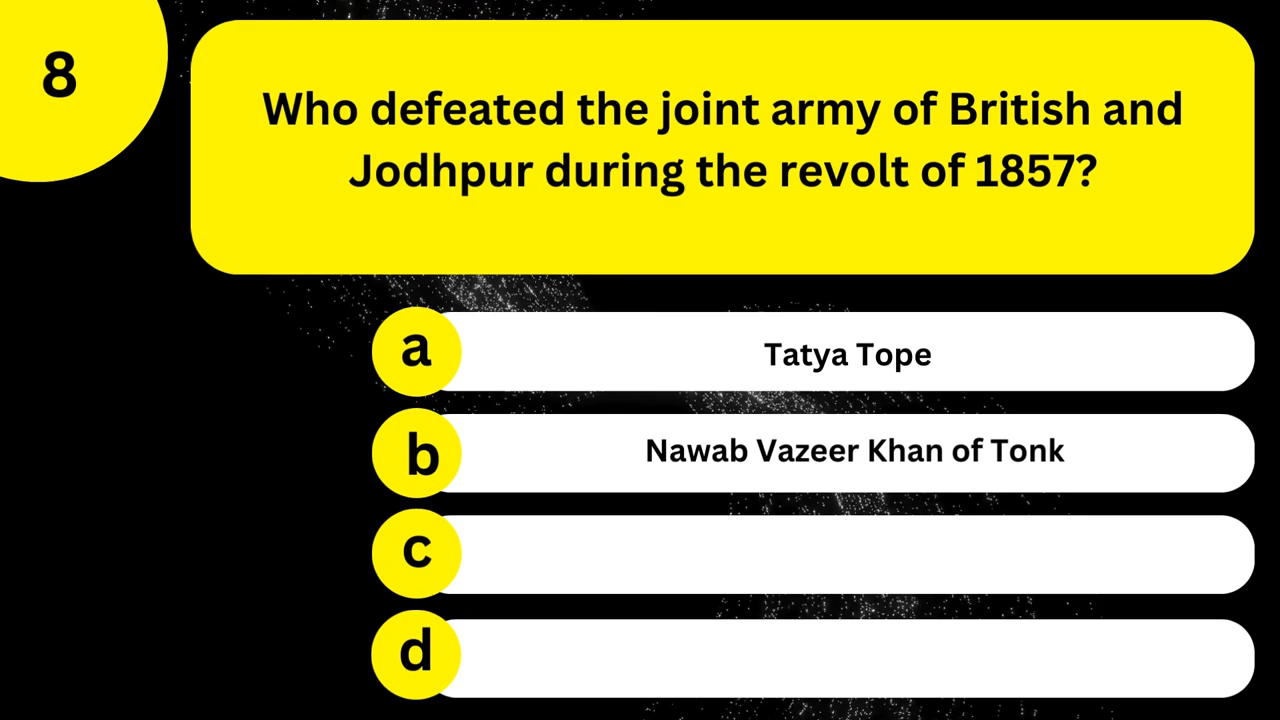 8
Who defeated the joint army of British and
Jodhpur during the revolt of 1857?
a
Tatya Tope
b
Nawab Vazeer Khan of Tonk
c
d